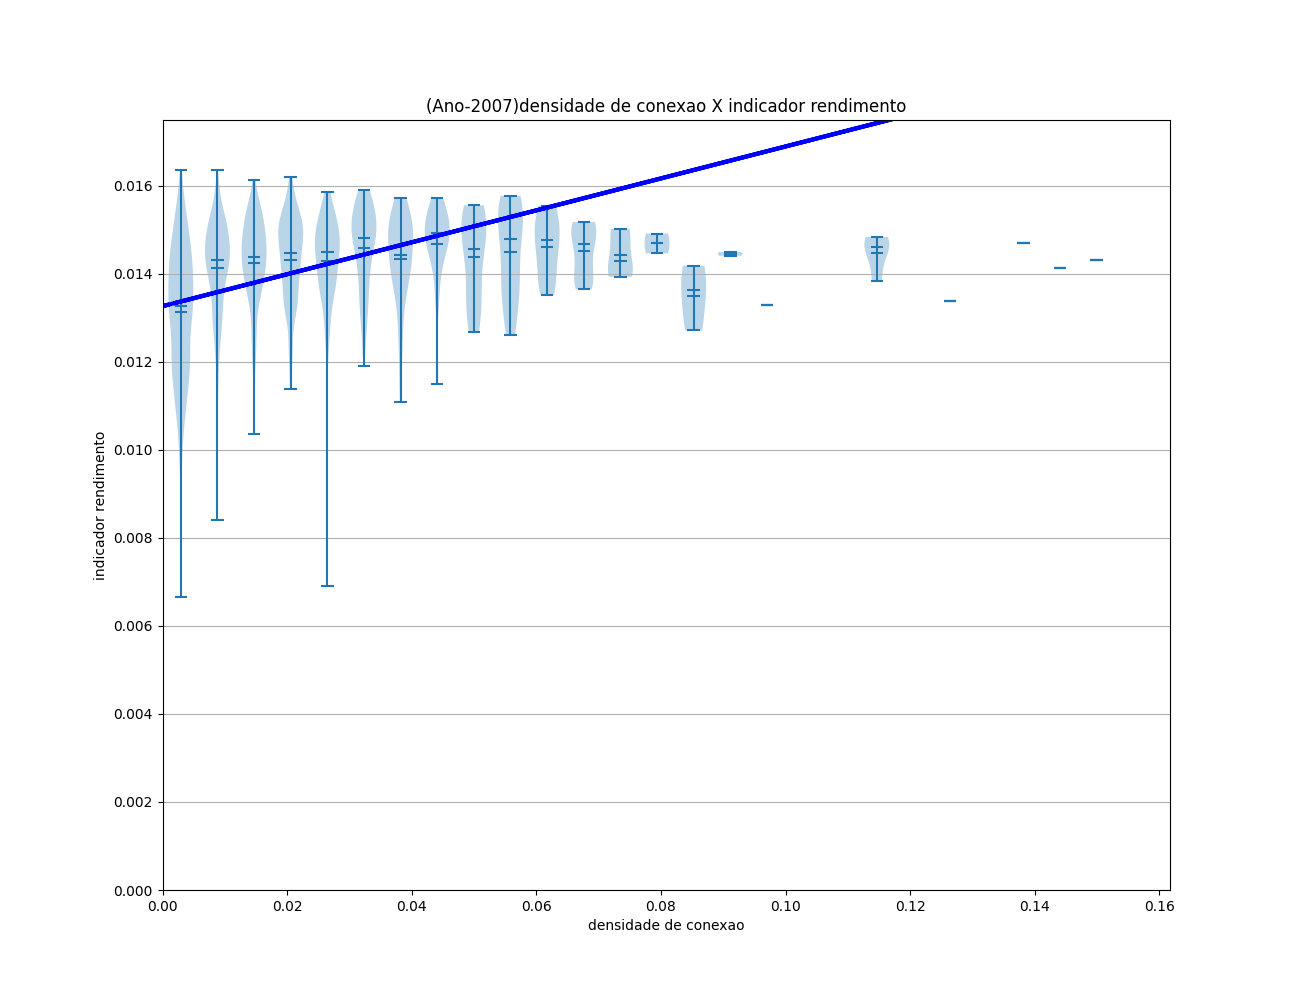 (Ano-2007)densidade de conexao X indicador rendimento
0.016
0.014
0.012
0.010
0.008
0.006
0.004
0.002
0.000
indicador rendimento
0.00 0.02 0.04 0.06 0.08 0.10 0.12 0.14 0.16
densidade de conexao